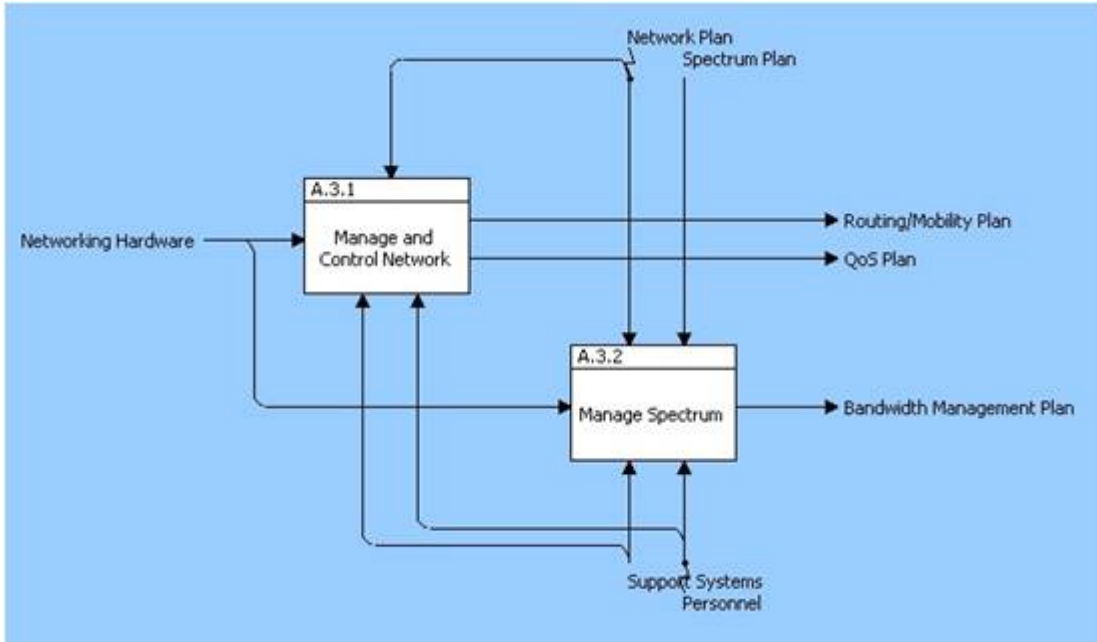 Network Plan
Spectrum Plan
A.3.1
Manage and
Control Network
Networking Hardware
Routing/Mobility Plan
QoS Plan
A.3.2
Manage Spectrum
Bandwidth Management Plan
Support Systems
Personnel